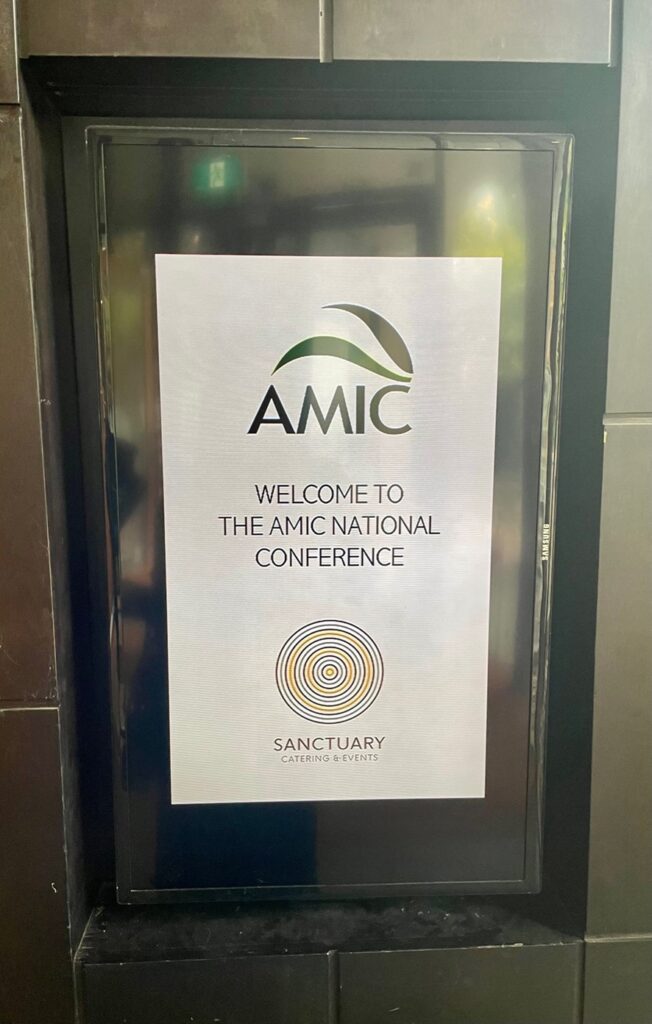 AMIC
WELCOME TO
THE AMIC NATIONAL
CONFERENCE
SANCTUARY
CATERING & EVENTS
SAMSUNG